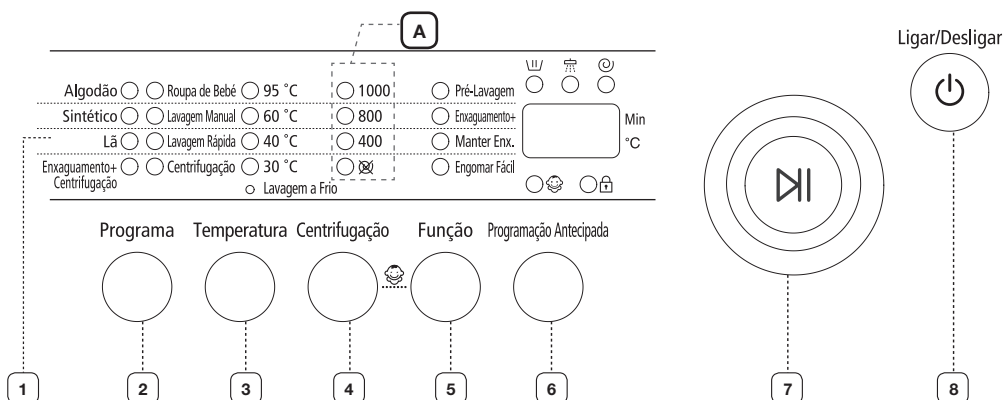 A
Ligar/Desligar
Algodão Roupa de Bebé 95 °C 1000 Pré-Lavagem
Sintético Lavagem Manual 60 °C 800 Enxaguamento+ Min
Lã Lavagem Rápida 40 °C 400 Manter Enx. °C
Enxaguamento+
Centrifugação Centrifugação 30 °C Engomar Fácil
Lavagem a Frio
Programa Temperatura Centrifugação Função Programação Antecipada
1 2 3 4 5 6 7 8